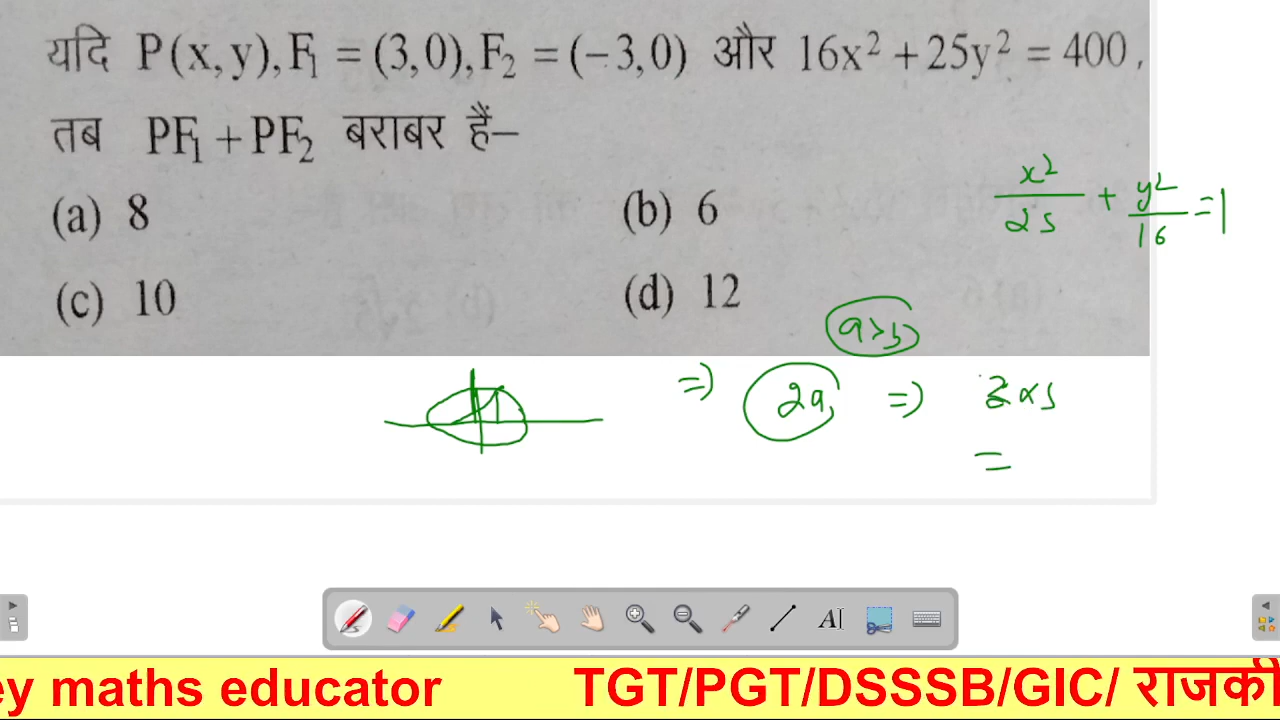 यदि P(x, y), F₁ = (3, 0), F₂ = (-3, 0) और 16x² + 25y² = 400,
तब PF₁ + PF₂ बराबर हैं–
(a) 8 (b) 6
(c) 10 (d) 12
x²/25 + y²/16 = 1
a>b
=) 2a =) 2×5
=
AI
ey maths educator TGT/PGT/DSSSB/GIC/ राजकी